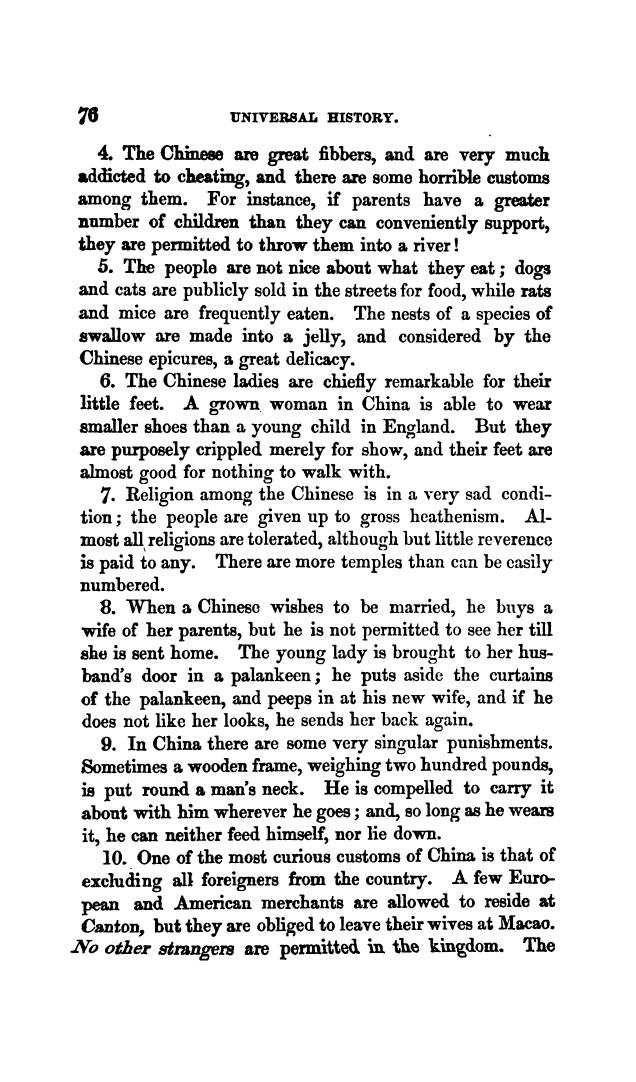 76 UNIVERSAL HISTORY.
4. The Chinese are great fibbers, and are very much
addicted to cheating, and there are some horrible customs
among them. For instance, if parents have a greater
number of children than they can conveniently support,
they are permitted to throw them into a river!
5. The people are not nice about what they eat; dogs
and cats are publicly sold in the streets for food, while rats
and mice are frequently eaten. The nests of a species of
swallow are made into a jelly, and considered by the
Chinese epicures, a great delicacy.
6. The Chinese ladies are chiefly remarkable for their
little feet. A grown woman in China is able to wear
smaller shoes than a young child in England. But they
are purposely crippled merely for show, and their feet are
almost good for nothing to walk with.
7. Religion among the Chinese is in a very sad condi-
tion; the people are given up to gross heathenism. Al-
most all religions are tolerated, although but little reverence
is paid to any. There are more temples than can be easily
numbered.
8. When a Chinese wishes to be married, he buys a
wife of her parents, but he is not permitted to see her till
she is sent home. The young lady is brought to her hus-
band's door in a palankeen; he puts aside the curtains
of the palankeen, and peeps in at his new wife, and if he
does not like her looks, he sends her back again.
9. In China there are some very singular punishments.
Sometimes a wooden frame, weighing two hundred pounds,
is put round a man's neck. He is compelled to carry it
about with him wherever he goes; and, so long as he wears
it, he can neither feed himself, nor lie down.
10. One of the most curious customs of China is that of
excluding all foreigners from the country. A few Euro-
pean and American merchants are allowed to reside at
Canton, but they are obliged to leave their wives at Macao.
No other strangers are permitted in the kingdom. The